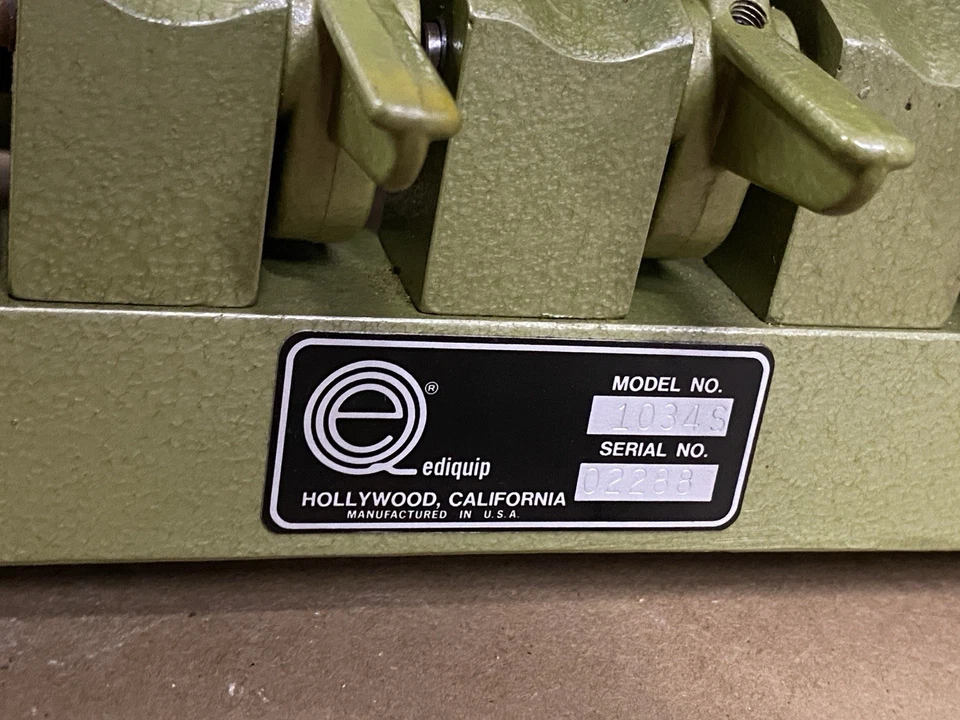 e®
ediquip
HOLLYWOOD, CALIFORNIA
MANUFACTURED IN U.S.A.
MODEL NO.
1034S
SERIAL NO.
02288